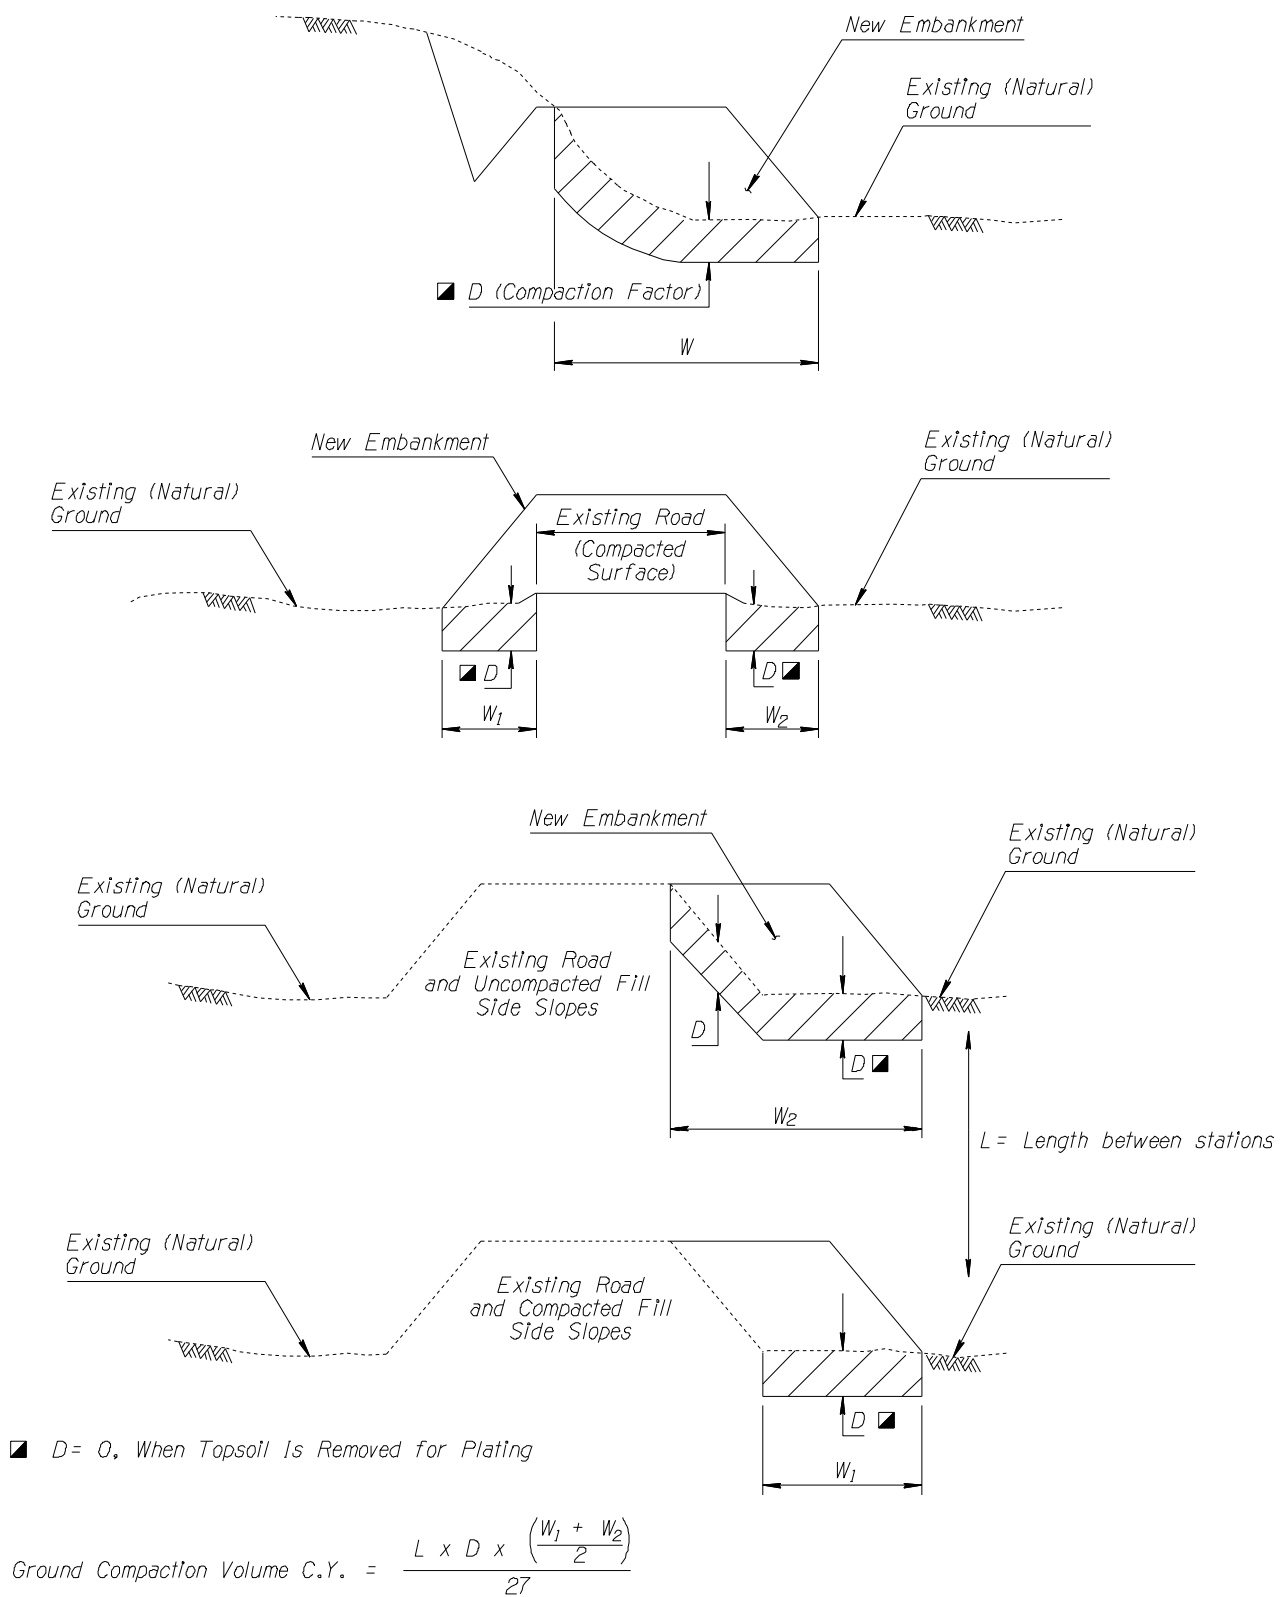 New Embankment
Existing (Natural)
Ground
D (Compaction Factor)
W
New Embankment
Existing (Natural)
Ground
Existing (Natural)
Ground
Existing Road
(Compacted
Surface)
D
D
W1
W2
New Embankment
Existing (Natural)
Ground
Existing (Natural)
Ground
Existing Road
and Uncompacted Fill
Side Slopes
D
D
W2
L= Length between stations
Existing (Natural)
Ground
Existing (Natural)
Ground
Existing Road
and Compacted Fill
Side Slopes
D
D= 0, When Topsoil Is Removed for Plating
W1
Ground Compaction Volume C.Y. = L x D x (W1 + W2 / 2) / 27